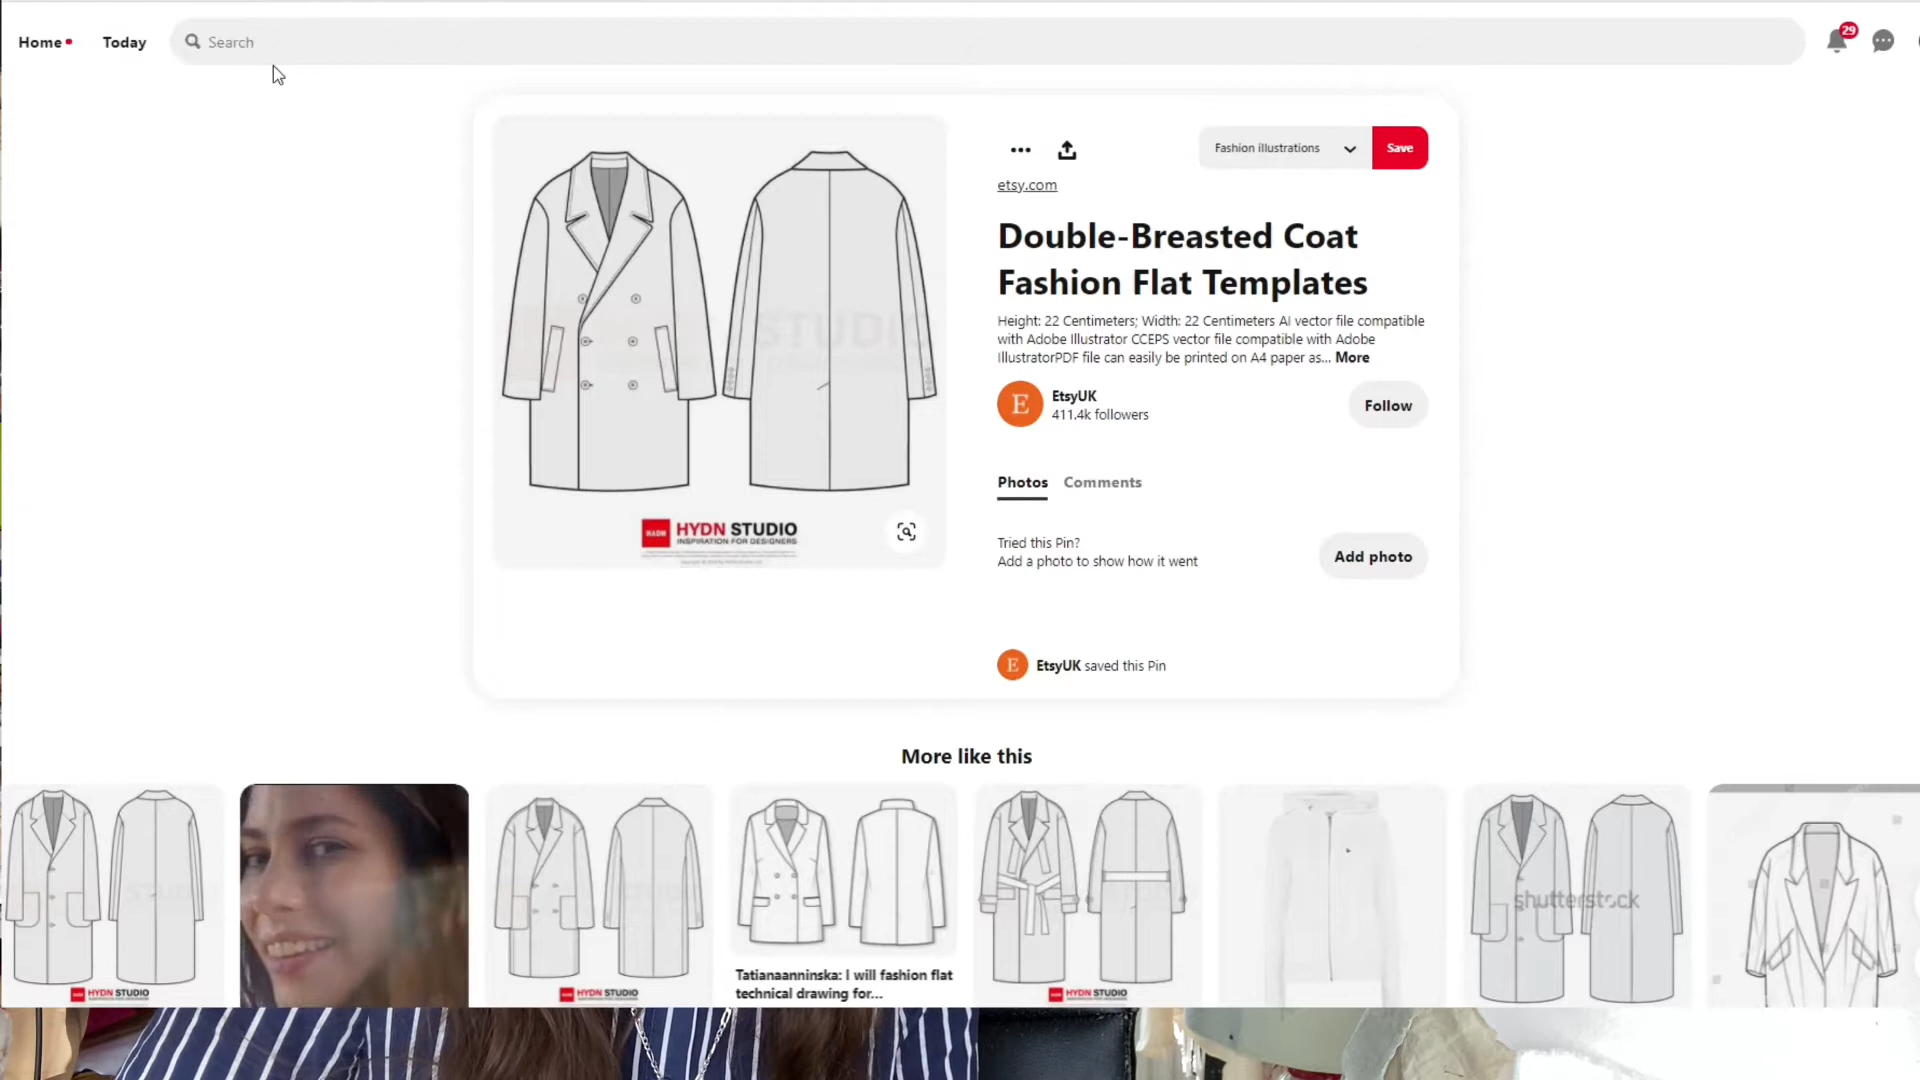 Home
Today
Search
29
Fashion illustrations
Save
etsy.com
Double-Breasted Coat
Fashion Flat Templates
Height: 22 Centimeters; Width: 22 Centimeters AI vector file compatible
with Adobe Illustrator CCEPS vector file compatible with Adobe
IllustratorPDF file can easily be printed on A4 paper as... More
E
EtsyUK
411.4k followers
Follow
Photos
Comments
Tried this Pin?
Add a photo to show how it went
Add photo
E
EtsyUK saved this Pin
STUDIO
HYDN STUDIO
INSPIRATION FOR DESIGNERS
More like this
HYDN STUDIO
HYDN STUDIO
Tatianaanninska: I will fashion flat
technical drawing for...
HYDN STUDIO
shutterstock